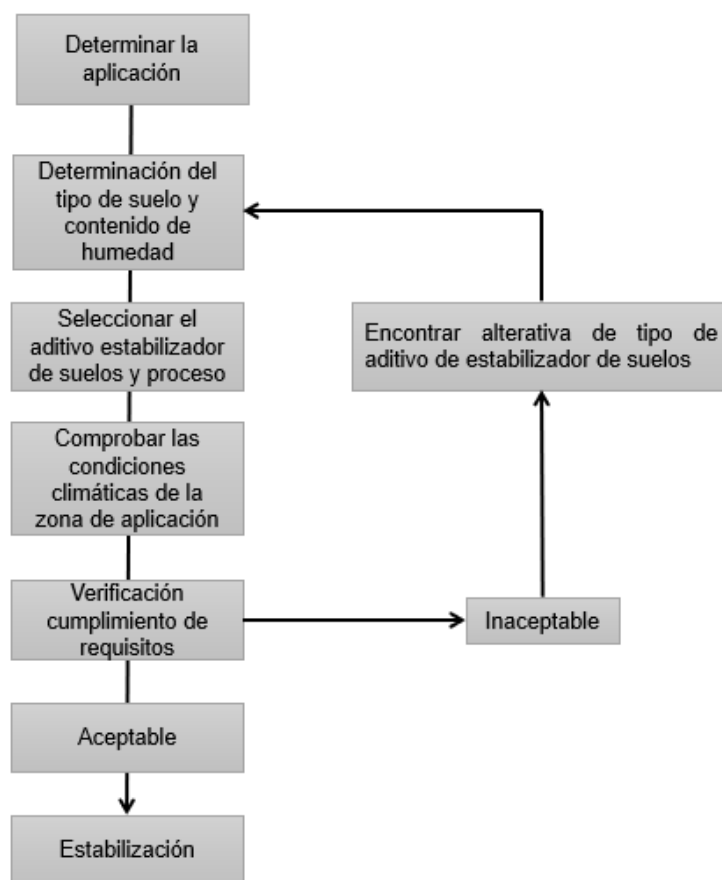 Determinar la
aplicación
Determinación del
tipo de suelo y
contenido de
humedad
Seleccionar el
aditivo estabilizador
de suelos y proceso
Encontrar alterativa de tipo de
aditivo de estabilizador de suelos
Comprobar las
condiciones
climáticas de la
zona de aplicación
Verificación
cumplimiento de
requisitos
Inaceptable
Aceptable
Estabilización